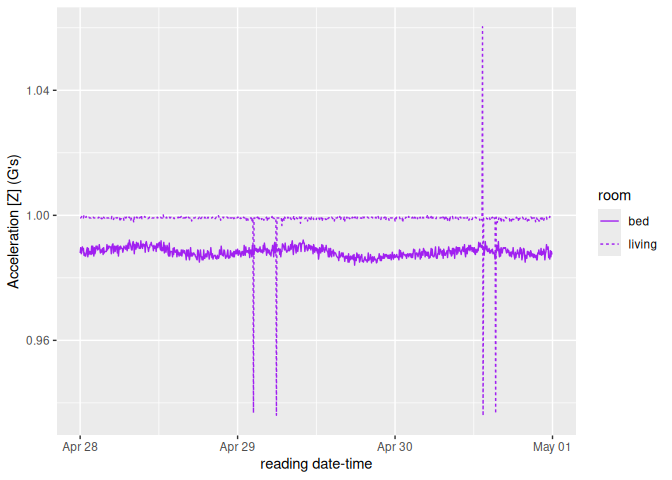 Acceleration [Z] (G's)
1.04
1.00
0.96
Apr 28
Apr 29
Apr 30
May 01
reading date-time
room
bed
living